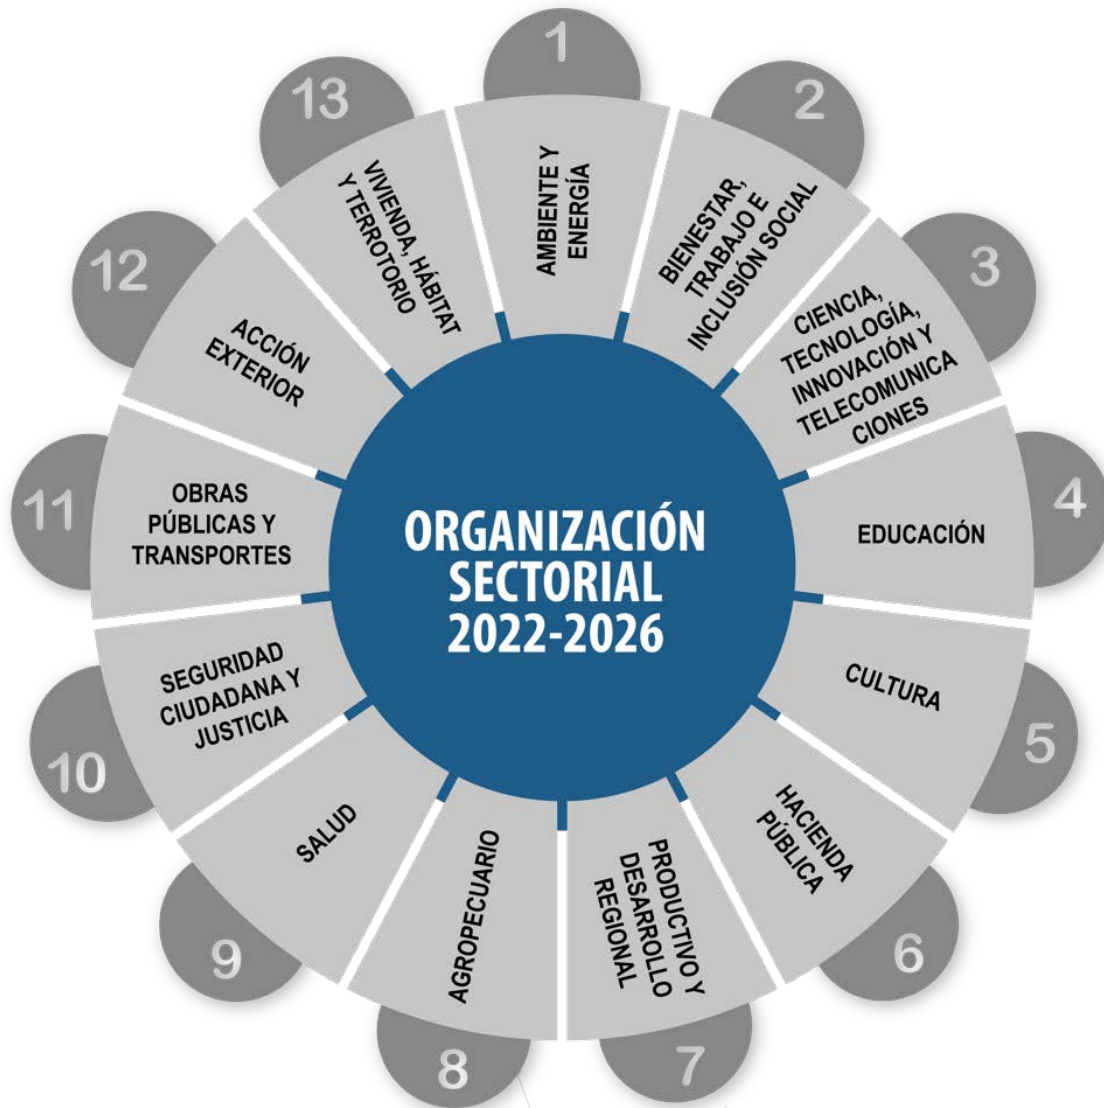 ORGANIZACIÓN
SECTORIAL
2022-2026
1
AMBIENTE Y
ENERGÍA
2
BIENESTAR,
TRABAJO E
INCLUSIÓN SOCIAL
3
CIENCIA,
TECNOLOGÍA,
INNOVACIÓN Y
TELECOMUNICA
CIONES
4
EDUCACIÓN
5
CULTURA
6
HACIENDA
PÚBLICA
7
PRODUCTIVO Y
DESARROLLO
REGIONAL
8
AGROPECUARIO
9
SALUD
10
SEGURIDAD
CIUDADANA Y
JUSTICIA
11
OBRAS
PÚBLICAS Y
TRANSPORTES
12
ACCIÓN
EXTERIOR
13
VIVIENDA, HÁBITAT
Y TERROTORIO